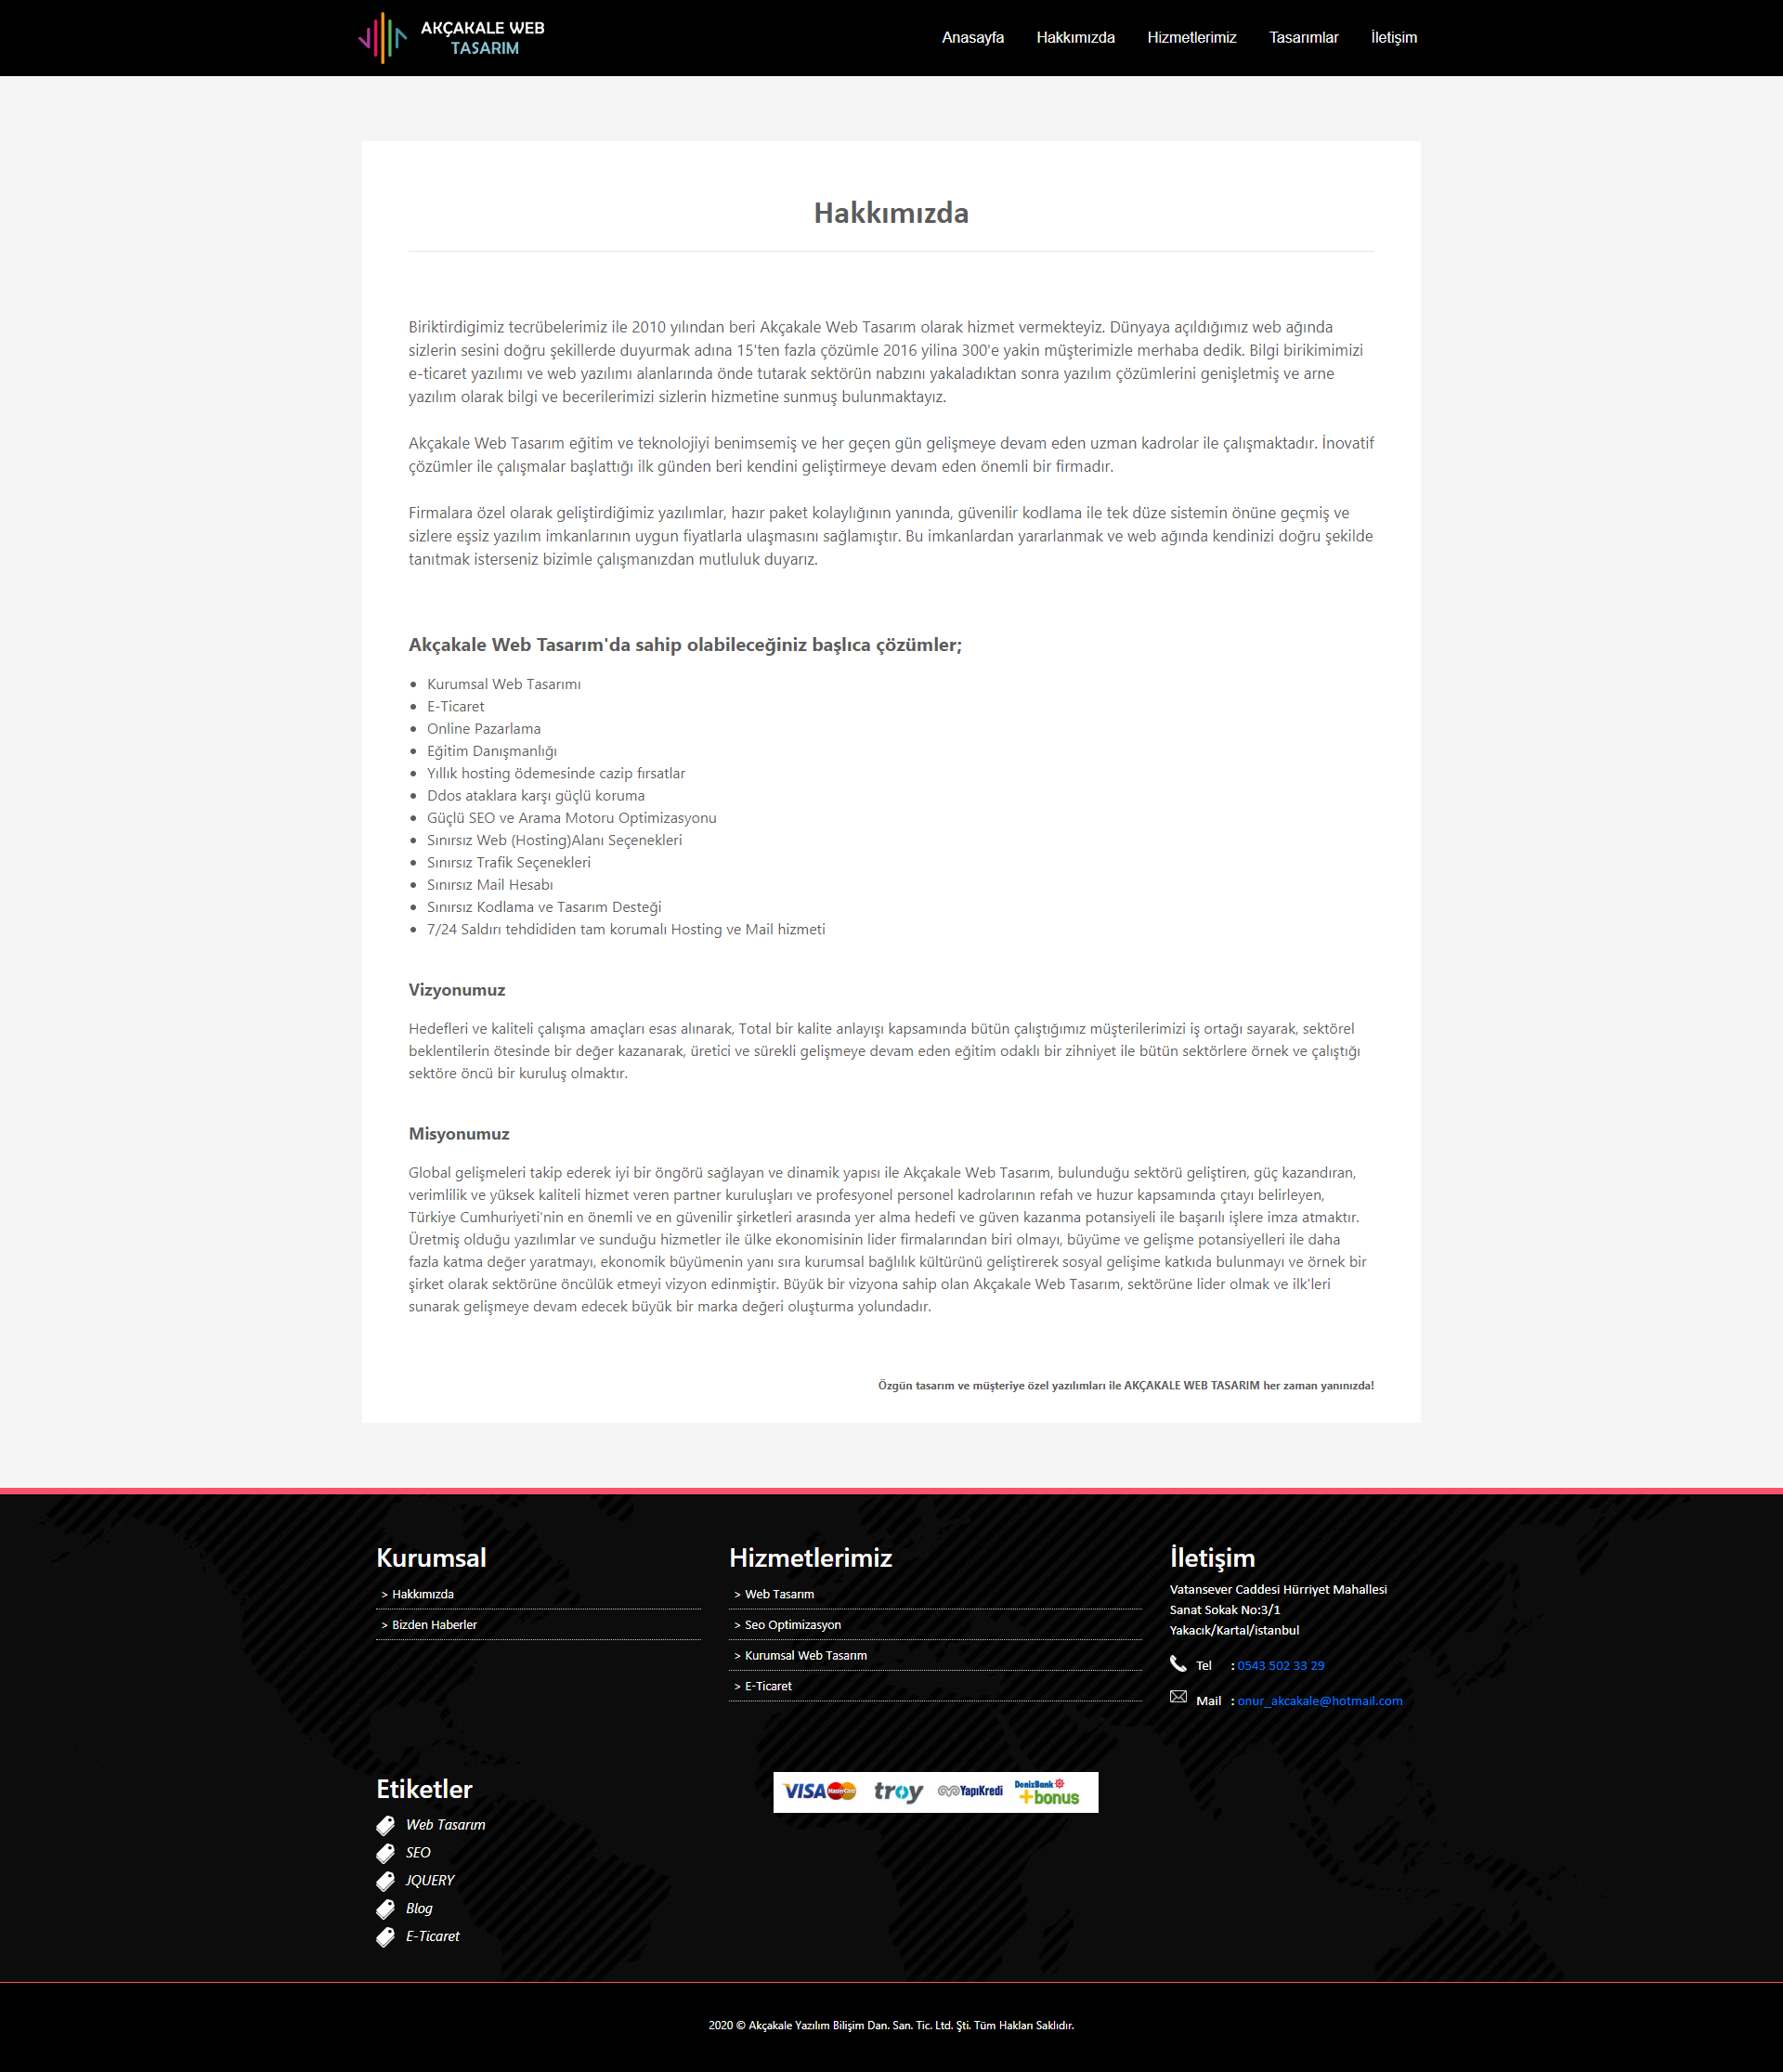 AKÇAKALE WEB
TASARIM
Anasayfa Hakkımızda Hizmetlerimiz Tasarımlar İletişim
Hakkımızda
Biriktirdigimiz tecrübelerimiz ile 2010 yılından beri Akçakale Web Tasarım olarak hizmet vermekteyiz. Dünyaya açıldığımız web ağında
sizlerin sesini doğru şekillerde duyurmak adına 15'ten fazla çözümle 2016 yilina 300'e yakin müşterimizle merhaba dedik. Bilgi birikimimizi
e-ticaret yazılımı ve web yazılımı alanlarında önde tutarak sektörün nabzını yakaladıktan sonra yazılım çözümlerini genişletmiş ve arne
yazılım olarak bilgi ve becerilerimizi sizlerin hizmetine sunmuş bulunmaktayız.
Akçakale Web Tasarım eğitim ve teknolojiyi benimsemiş ve her geçen gün gelişmeye devam eden uzman kadrolar ile çalışmaktadır. İnovatif
çözümler ile çalışmalar başlattığı ilk günden beri kendini geliştirmeye devam eden önemli bir firmadır.
Firmalara özel olarak geliştirdiğimiz yazılımlar, hazır paket kolaylığının yanında, güvenilir kodlama ile tek düze sistemin önüne geçmiş ve
sizlere eşsiz yazılım imkanlarının uygun fiyatlarla ulaşmasını sağlamıştır. Bu imkanlardan yararlanmak ve web ağında kendinizi doğru şekilde
tanıtmak isterseniz bizimle çalışmanızdan mutluluk duyarız.
Akçakale Web Tasarım'da sahip olabileceğiniz başlıca çözümler;
• Kurumsal Web Tasarımı
• E-Ticaret
• Online Pazarlama
• Eğitim Danışmanlığı
• Yıllık hosting ödemesinde cazip fırsatlar
• Ddos ataklara karşı güçlü koruma
• Güçlü SEO ve Arama Motoru Optimizasyonu
• Sınırsız Web (Hosting)Alanı Seçenekleri
• Sınırsız Trafik Seçenekleri
• Sınırsız Mail Hesabı
• Sınırsız Kodlama ve Tasarım Desteği
• 7/24 Saldırı tehdididen tam korumalı Hosting ve Mail hizmeti
Vizyonumuz
Hedefleri ve kaliteli çalışma amaçları esas alınarak, Total bir kalite anlayışı kapsamında bütün çalıştığımız müşterilerimizi iş ortağı sayarak, sektörel
beklentilerin ötesinde bir değer kazanarak, üretici ve sürekli gelişmeye devam eden eğitim odaklı bir zihniyet ile bütün sektörlere örnek ve çalıştığı
sektöre öncü bir kuruluş olmaktır.
Misyonumuz
Global gelişmeleri takip ederek iyi bir öngörü sağlayan ve dinamik yapısı ile Akçakale Web Tasarım, bulunduğu sektörü geliştiren, güç kazandıran,
verimlilik ve yüksek kaliteli hizmet veren partner kuruluşları ve profesyonel personel kadrolarının refah ve huzur kapsamında çıtayı belirleyen,
Türkiye Cumhuriyeti'nin en önemli ve en güvenilir şirketleri arasında yer alma hedefi ve güven kazanma potansiyeli ile başarılı işlere imza atmaktır.
Üretmiş olduğu yazılımlar ve sunduğu hizmetler ile ülke ekonomisinin lider firmalarından biri olmayı, büyüme ve gelişme potansiyelleri ile daha
fazla katma değer yaratmayı, ekonomik büyümenin yanı sıra kurumsal bağlılık kültürünü geliştirerek sosyal gelişime katkıda bulunmayı ve örnek bir
şirket olarak sektörüne öncülük etmeyi vizyon edinmiştir. Büyük bir vizyona sahip olan Akçakale Web Tasarım, sektörüne lider olmak ve ilk'leri
sunarak gelişmeye devam edecek büyük bir marka değeri oluşturma yolundadır.
Özgün tasarım ve müşteriye özel yazılımları ile AKÇAKALE WEB TASARIM her zaman yanınızda!
Kurumsal
> Hakkımızda
> Bizden Haberler
Hizmetlerimiz
> Web Tasarım
> Seo Optimizasyon
> Kurumsal Web Tasarım
> E-Ticaret
İletişim
Vatansever Caddesi Hürriyet Mahallesi
Sanat Sokak No:3/1
Yakacık/Kartal/istanbul
Tel : 0543 502 33 29
Mail : onur_akcakale@hotmail.com
Etiketler
Web Tasarım
SEO
JQUERY
Blog
E-Ticaret
VISA MasterCard troy YapıKredi DenizBank +bonus
2020 © Akçakale Yazılım Bilişim Dan. San. Tic. Ltd. Şti. Tüm Hakları Saklıdır.